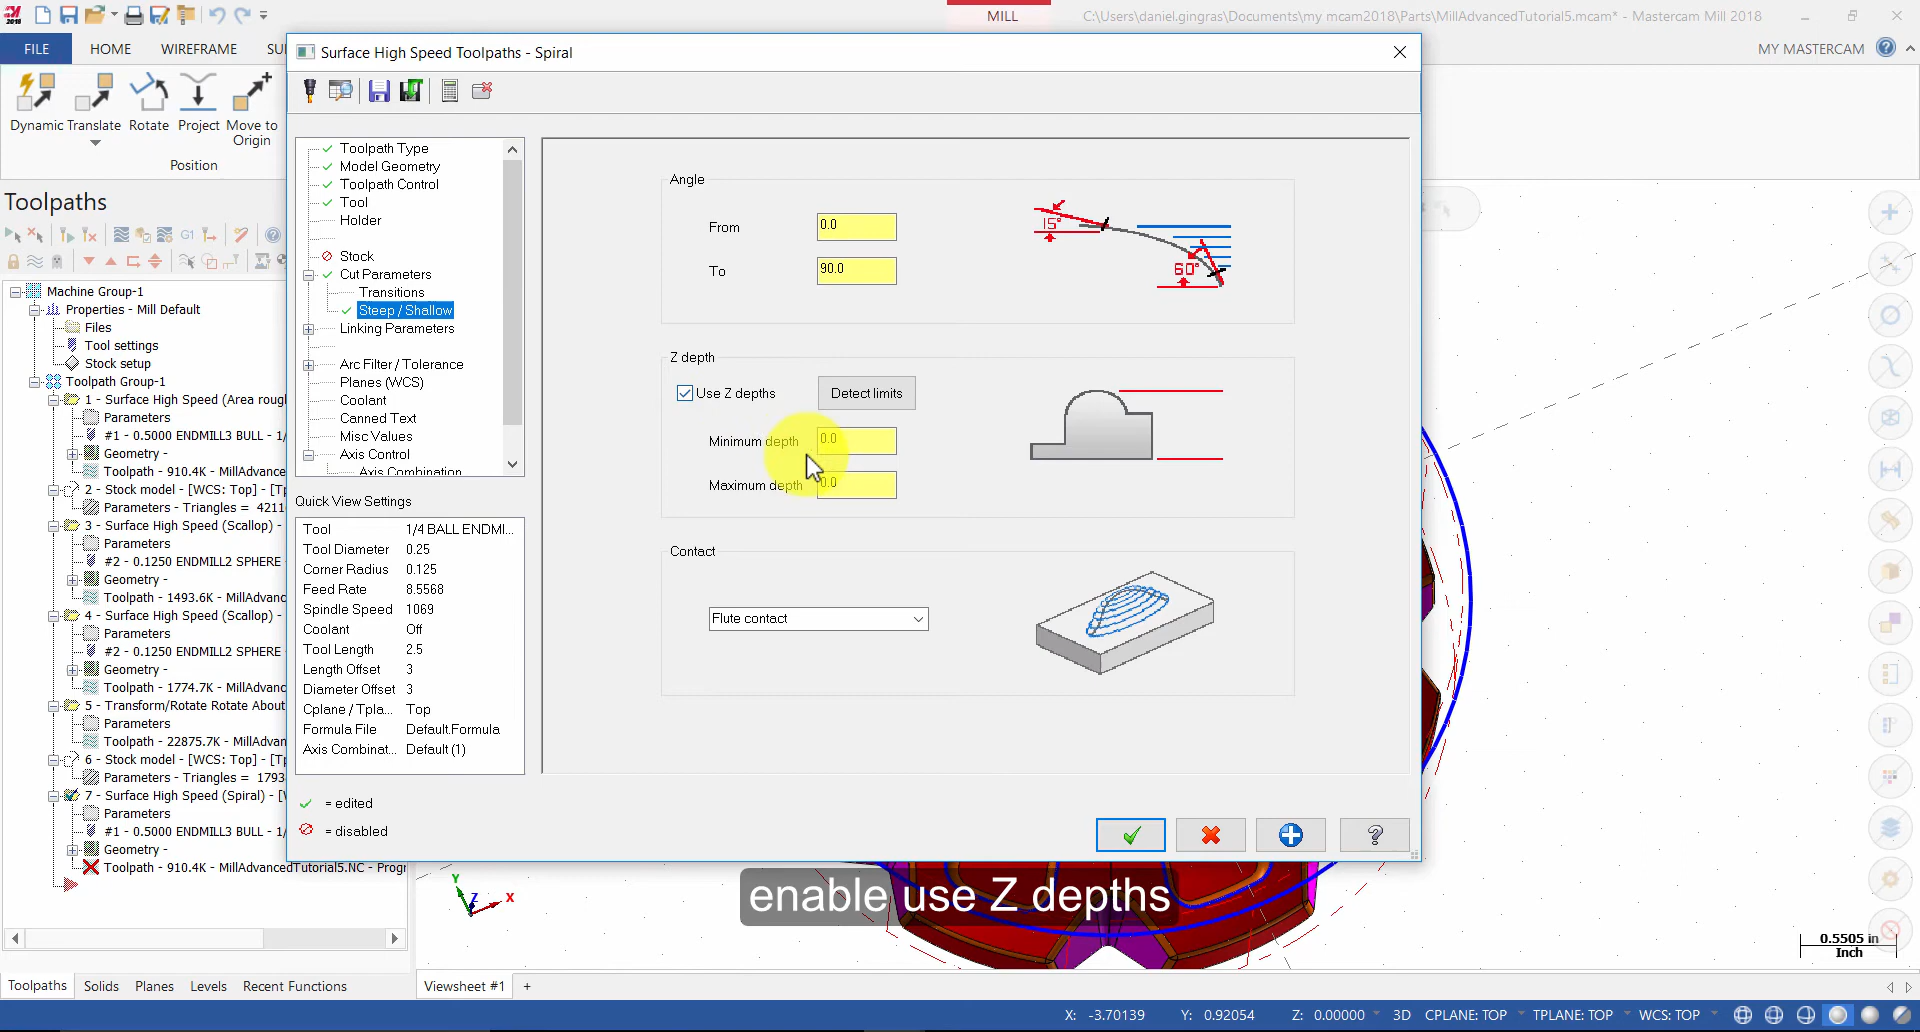 2018
MILL
C:\Users\daniel.gingras\Documents\my mcam2018\Parts\MillAdvancedTutorial5.mcam* - Mastercam Mill 2018
FILE
HOME
WIREFRAME
SU
MY MASTERCAM
Dynamic
Translate
Rotate
Project
Move to
Origin
Position
Surface High Speed Toolpaths - Spiral
Toolpaths
G1
Machine Group-1
Properties - Mill Default
Files
Tool settings
Stock setup
Toolpath Group-1
1 - Surface High Speed (Area roug
Parameters
#1 - 0.5000 ENDMILL3 BULL - 1/
Geometry -
Toolpath - 910.4K - MillAdvance
2 - Stock model - [WCS: Top] - [Tp
Parameters - Triangles = 4211
3 - Surface High Speed (Scallop) -
Parameters
#2 - 0.1250 ENDMILL2 SPHERE
Geometry -
Toolpath - 1493.6K - MillAdvanc
4 - Surface High Speed (Scallop) -
Parameters
#2 - 0.1250 ENDMILL2 SPHERE
Geometry -
Toolpath - 1774.7K - MillAdvanc
5 - Transform/Rotate Rotate About
Parameters
Toolpath - 22875.7K - MillAdvan
6 - Stock model - [WCS: Top] - [Tp
Parameters - Triangles = 1793
7 - Surface High Speed (Spiral) - [W
Parameters
#1 - 0.5000 ENDMILL3 BULL - 1/
Geometry -
Toolpath - 910.4K - MillAdvancedTutorial5.NC - Progr
Toolpath Type
Model Geometry
Toolpath Control
Tool
Holder
Stock
Cut Parameters
Transitions
Steep / Shallow
Linking Parameters
Arc Filter / Tolerance
Planes (WCS)
Coolant
Canned Text
Misc Values
Axis Control
Axis Combination
Quick View Settings
Tool 1/4 BALL ENDMI...
Tool Diameter 0.25
Corner Radius 0.125
Feed Rate 8.5568
Spindle Speed 1069
Coolant Off
Tool Length 2.5
Length Offset 3
Diameter Offset 3
Cplane / Tpla... Top
Formula File Default.Formula
Axis Combinat... Default (1)
= edited
= disabled
Angle
From 0.0
To 90.0
15°
60°
Z depth
Use Z depths
Detect limits
Minimum depth 0.0
Maximum depth 0.0
Contact
Flute contact
?
enable use Z depths
Y
Z
X
0.5505 in
Inch
Toolpaths
Solids
Planes
Levels
Recent Functions
Viewsheet #1
+
X: -3.70139 Y: 0.92054 Z: 0.00000 3D CPLANE: TOP TPLANE: TOP WCS: TOP